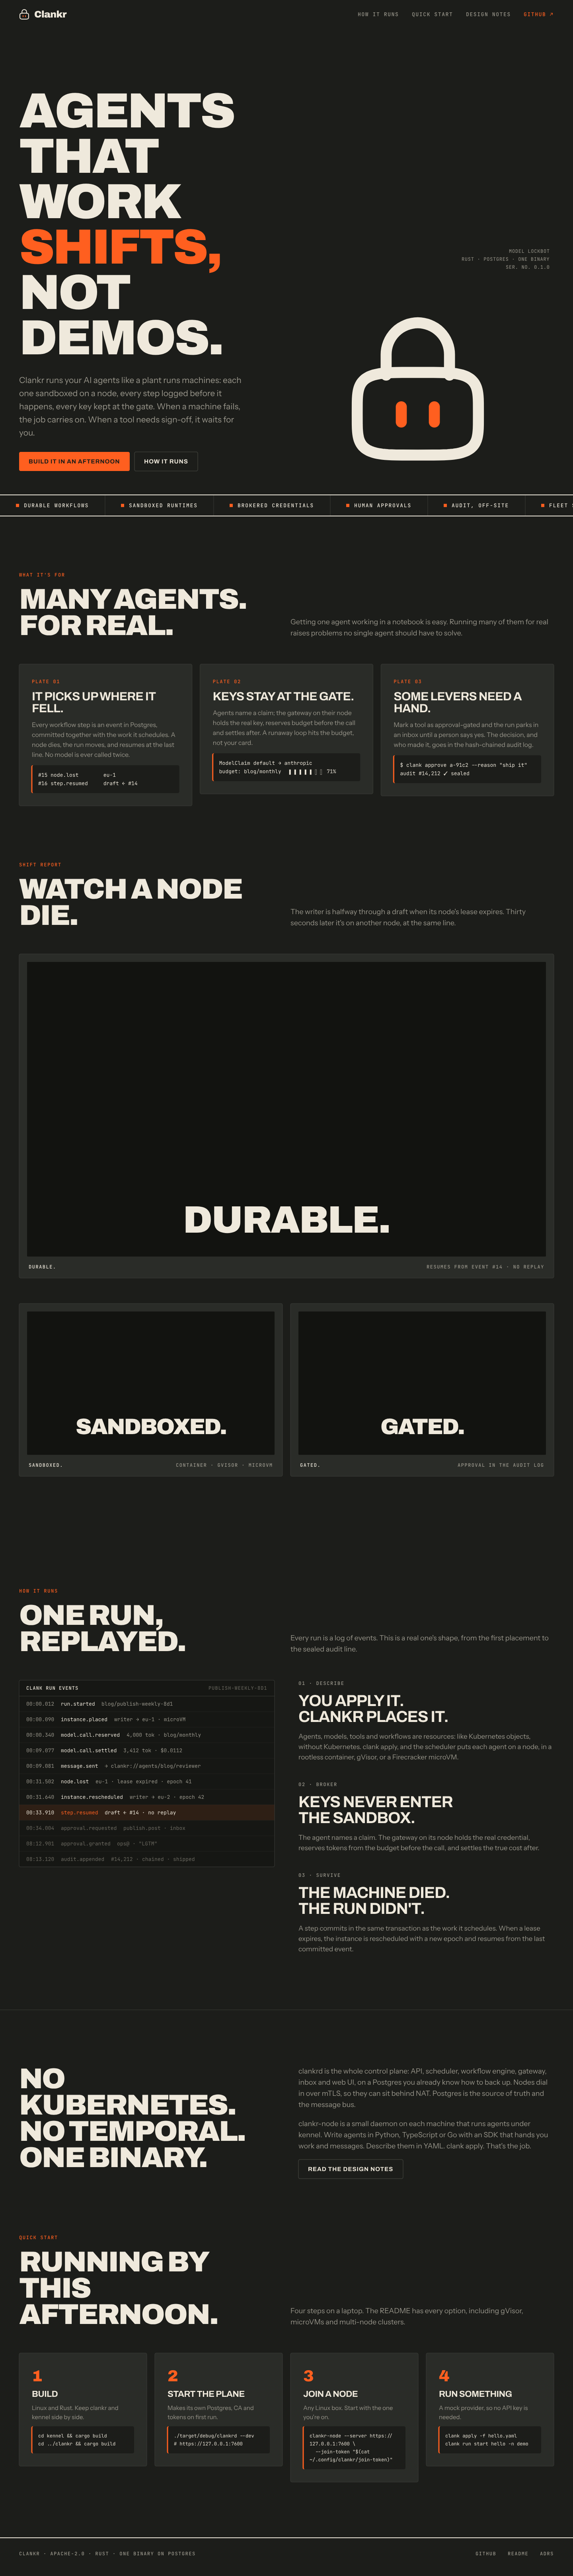 Clankr
HOW IT RUNS
QUICK START
DESIGN NOTES
GITHUB ↗
AGENTS
THAT
WORK
SHIFTS,
NOT
DEMOS.
MODEL LOCKBOT
RUST · POSTGRES · ONE BINARY
SER. NO. 0.1.0
Clankr runs your AI agents like a plant runs machines: each
one sandboxed on a node, every step logged before it
happens, every key kept at the gate. When a machine fails,
the job carries on. When a tool needs sign-off, it waits for
you.
BUILD IT IN AN AFTERNOON
HOW IT RUNS
DURABLE WORKFLOWS
SANDBOXED RUNTIMES
BROKERED CREDENTIALS
HUMAN APPROVALS
AUDIT, OFF-SITE
FLEET
WHAT IT'S FOR
MANY AGENTS.
FOR REAL.
Getting one agent working in a notebook is easy. Running many of them for real
raises problems no single agent should have to solve.
PLATE 01
IT PICKS UP WHERE IT
FELL.
Every workflow step is an event in Postgres,
committed together with the work it schedules. A
node dies, the run moves, and resumes at the last
line. No model is ever called twice.
#15 node.lost eu-1
#16 step.resumed draft ← #14
PLATE 02
KEYS STAY AT THE GATE.
Agents name a claim, the gateway on their node
holds the real key, reserves budget before the call
and settles after. A runaway loop hits the budget,
not your card.
ModelClaim default → anthropic
budget: blog/monthly ▮▮▮▮▮▯▯▯ 71%
PLATE 03
SOME LEVERS NEED A
HAND.
Mark a tool as approval-gated and the run parks in
an inbox until a person says yes. The decision, and
who made it, goes in the hash-chained audit log.
$ clank approve a-91c2 --reason "ship it"
audit #14,212 ✓ sealed
SHIFT REPORT
WATCH A NODE
DIE.
The writer is halfway through a draft when its node's lease expires. Thirty
seconds later it's on another node, at the same line.
DURABLE.
DURABLE.
RESUMES FROM EVENT #14 · NO REPLAY
SANDBOXED.
SANDBOXED.
CONTAINER · GVISOR · MICROVM
GATED.
GATED.
APPROVAL IN THE AUDIT LOG
HOW IT RUNS
ONE RUN,
REPLAYED.
Every run is a log of events. This is a real one's shape, from the first placement to
the sealed audit line.
CLANK RUN EVENTS
PUBLISH-WEEKLY-8D1
00:00.012 run.started blog/publish-weekly-8d1
00:00.090 instance.placed writer → eu-1 · microVM
00:00.340 model.call.reserved 4,000 tok · blog/monthly
00:09.077 model.call.settled 3,412 tok · $0.0112
00:09.081 message.sent → clankr://agents/blog/reviewer
00:31.502 node.lost eu-1 · lease expired · epoch 41
00:31.640 instance.rescheduled writer → eu-2 · epoch 42
00:33.910 step.resumed draft ← #14 · no replay
00:34.004 approval.requested publish.post · inbox
08:12.901 approval.granted ops@ · "LGTM"
08:13.120 audit.appended #14,212 · chained · shipped
01 · DESCRIBE
YOU APPLY IT.
CLANKR PLACES IT.
Agents, models, tools and workflows are resources: like Kubernetes objects,
without Kubernetes. clank apply, and the scheduler puts each agent on a node, in a
rootless container, gVisor, or a Firecracker microVM.
02 · BROKER
KEYS NEVER ENTER
THE SANDBOX.
The agent names a claim. The gateway on its node holds the real credential,
reserves tokens from the budget before the call, and settles the true cost after.
03 · SURVIVE
THE MACHINE DIED.
THE RUN DIDN'T.
A step commits in the same transaction as the work it schedules. When a lease
expires, the instance is rescheduled with a new epoch and resumes from the last
committed event.
NO
KUBERNETES.
NO TEMPORAL.
ONE BINARY.
clankrd is the whole control plane: API, scheduler, workflow engine, gateway,
inbox and web UI, on a Postgres you already know how to back up. Nodes dial
in over mTLS, so they can sit behind NAT. Postgres is the source of truth and
the message bus.
clankr-node is a small daemon on each machine that runs agents under
kennel. Write agents in Python, TypeScript or Go with an SDK that hands you
work and messages. Describe them in YAML. clank apply. That's the job.
READ THE DESIGN NOTES
QUICK START
RUNNING BY
THIS
AFTERNOON.
Four steps on a laptop. The README has every option, including gVisor,
microVMs and multi-node clusters.
1
BUILD
Linux and Rust. Keep clankr and
kennel side by side.
cd kennel && cargo build
cd ../clankr && cargo build
2
START THE PLANE
Makes its own Postgres, CA and
tokens on first run.
./target/debug/clankrd --dev
# https://127.0.0.1:7600
3
JOIN A NODE
Any Linux box. Start with the one
you're on.
clankr-node --server https://
127.0.0.1:7600 \
--join-token "$(cat
~/.config/clankr/join-token)"
4
RUN SOMETHING
A mock provider, so no API key is
needed.
clank apply -f hello.yaml
clank run start hello -n demo
CLANKR · APACHE-2.0 · RUST · ONE BINARY ON POSTGRES
GITHUB
README
ADRS